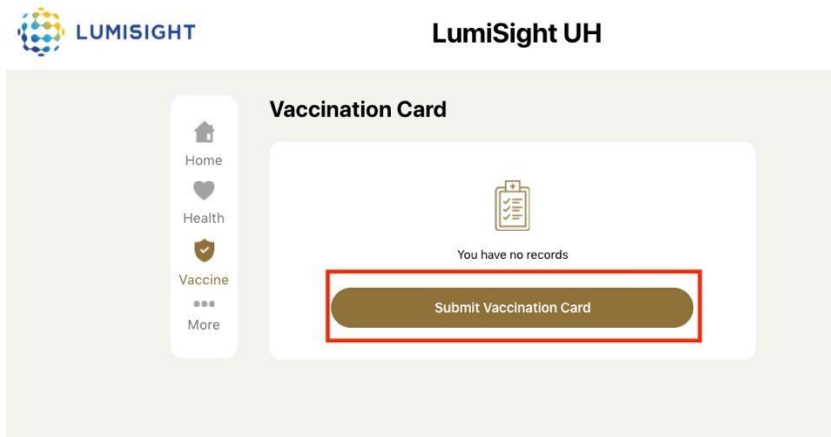 LUMISIGHT
LumiSight UH
Vaccination Card
Home
Health
Vaccine
More
You have no records
Submit Vaccination Card